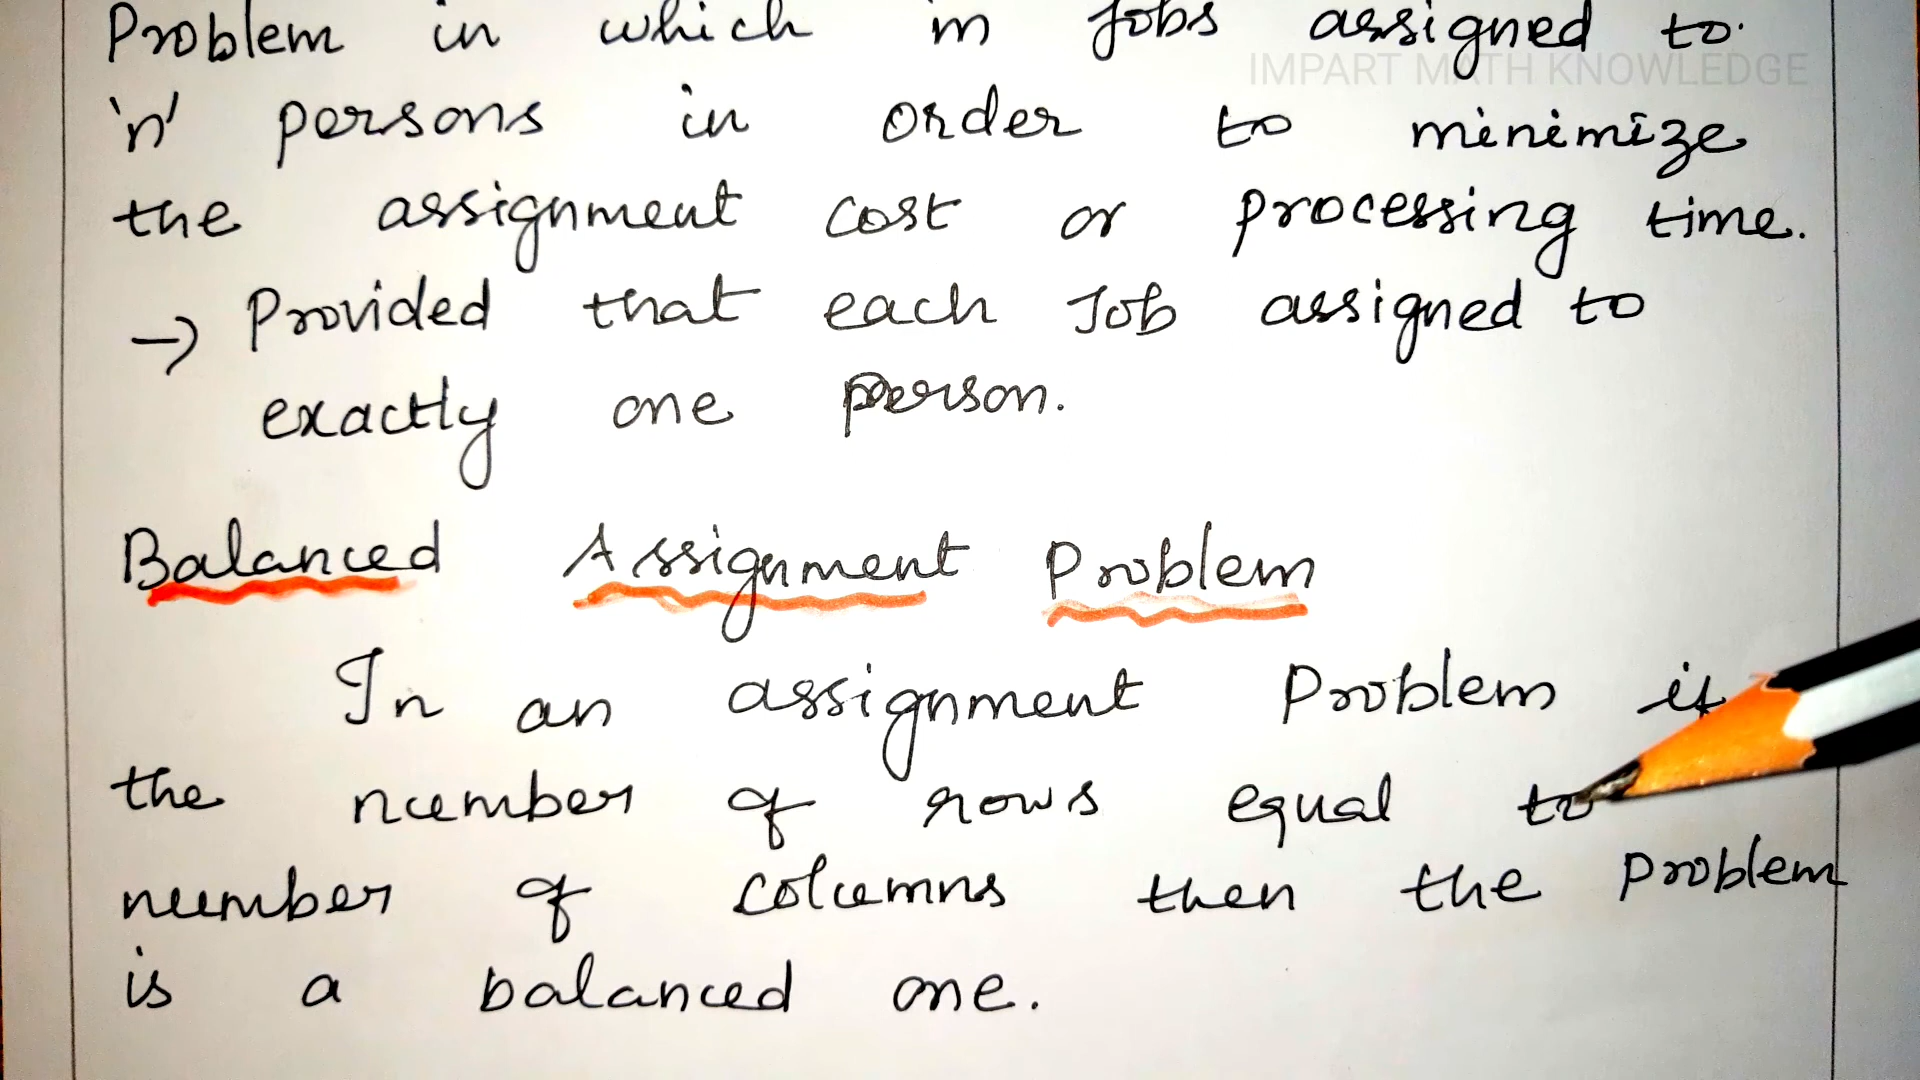 Problem in which m Jobs assigned to
IMPART MATH KNOWLEDGE
'n' persons in order to minimize
the assignment cost or processing time.
→ Provided that each Job assigned to
exactly one person.
Balanced Assignment Problem
In an assignment Problem if
the number of rows equal to
number of columns then the problem
is a balanced one.